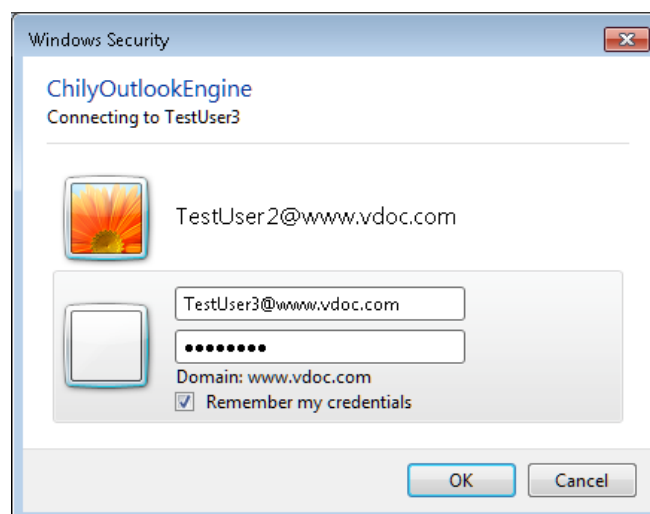 Windows Security
ChilyOutlookEngine
Connecting to TestUser3
TestUser2@www.vdoc.com
TestUser3@www.vdoc.com
●●●●●●●●
Domain: www.vdoc.com
Remember my credentials
OK
Cancel